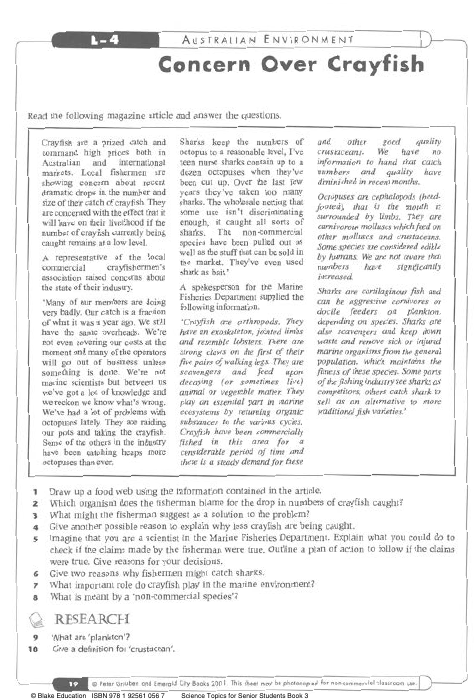 L-4
AUSTRALIAN ENVIRONMENT
Concern Over Crayfish
Read the following magazine article and answer the questions.
Crayfish are a prized catch and
command high prices both in
Australian and international
markets. Local fishermen are
showing concern about recent
dramatic drops in the number and
size of their catch of crayfish. They
are concerned with the effect that it
will have on their livelihood if the
number of crayfish currently being
caught remains at a low level.
A representative of the local
commercial crayfishermen's
association raised concerns about
the state of their industry.
'Many of our members are doing
very badly. Our catch is a fraction
of what it was a year ago. We still
have the same overheads. We're
not even covering our costs at the
moment and many of the operators
will go out of business unless
something is done. We're not
marine scientists but between us
we've got a lot of knowledge and
we reckon we know what's wrong.
We've had a lot of problems with
octopuses lately. They are raiding
our pots and taking the crayfish.
Some of the others in the industry
have been catching heaps more
octopuses than ever.
Sharks keep the numbers of
octopus to a reasonable level, I've
seen nurse sharks contain up to a
dozen octopuses when they've
been cut up. Over the last few
years they've taken too many
sharks. The wholesale netting that
some use isn't discriminating
enough, it caught all sorts of
sharks. The non-commercial
species have been pulled out as
well as the stuff that can be sold in
the market. They've even used
shark as bait.'
A spokesperson for the Marine
Fisheries Department supplied the
following information.
'Crayfish are arthropods. They
have an exoskeleton, jointed limbs
and resemble lobsters. There are
strong claws on the first of their
five pairs of walking legs. They are
scavengers and feed upon
decaying (or sometimes live)
animal or vegetable matter. They
play an essential part in marine
ecosystems by returning organic
substances to the various cycles.
Crayfish have been commercially
fished in this area for a
considerable period of time and
there is a steady demand for these
and other good quality
crustaceans. We have no
information to hand that catch
numbers and quality have
diminished in recent months.
Octopuses are cephalopods (head-
footed), that is the mouth is
surrounded by limbs. They are
carnivorous molluscs which feed on
other molluscs and crustaceans.
Some species are considered edible
by humans. We are not aware that
numbers have significantly
increased.
Sharks are cartilaginous fish and
can be aggressive carnivores or
docile feeders of plankton,
depending on species. Sharks are
also scavengers and keep down
waste and remove sick or injured
marine organisms from the general
population, which maintains the
fitness of these species. Some parts
of the fishing industry see sharks as
competitors, others catch shark to
sell as an alternative to more
traditional fish varieties.'
1 Draw up a food web using the information contained in the article.
2 Which organism does the fisherman blame for the drop in numbers of crayfish caught?
3 What might the fisherman suggest as a solution to the problem?
4 Give another possible reason to explain why less crayfish are being caught.
5 Imagine that you are a scientist in the Marine Fisheries Department. Explain what you could do to
check if the claims made by the fisherman were true. Outline a plan of action to follow if the claims
were true. Give reasons for your decisions.
6 Give two reasons why fishermen might catch sharks.
7 What important role do crayfish play in the marine environment?
8 What is meant by a 'non-commercial species'?
RESEARCH
9 What are 'plankton'?
10 Give a definition for 'crustacean'.
19 © Peter Gruben and Emerald City Books 2001 This sheet may be photocopied for non-commercial classroom use.
© Blake Education ISBN 978 1 92561 056 7 Science Topics for Senior Students Book 3